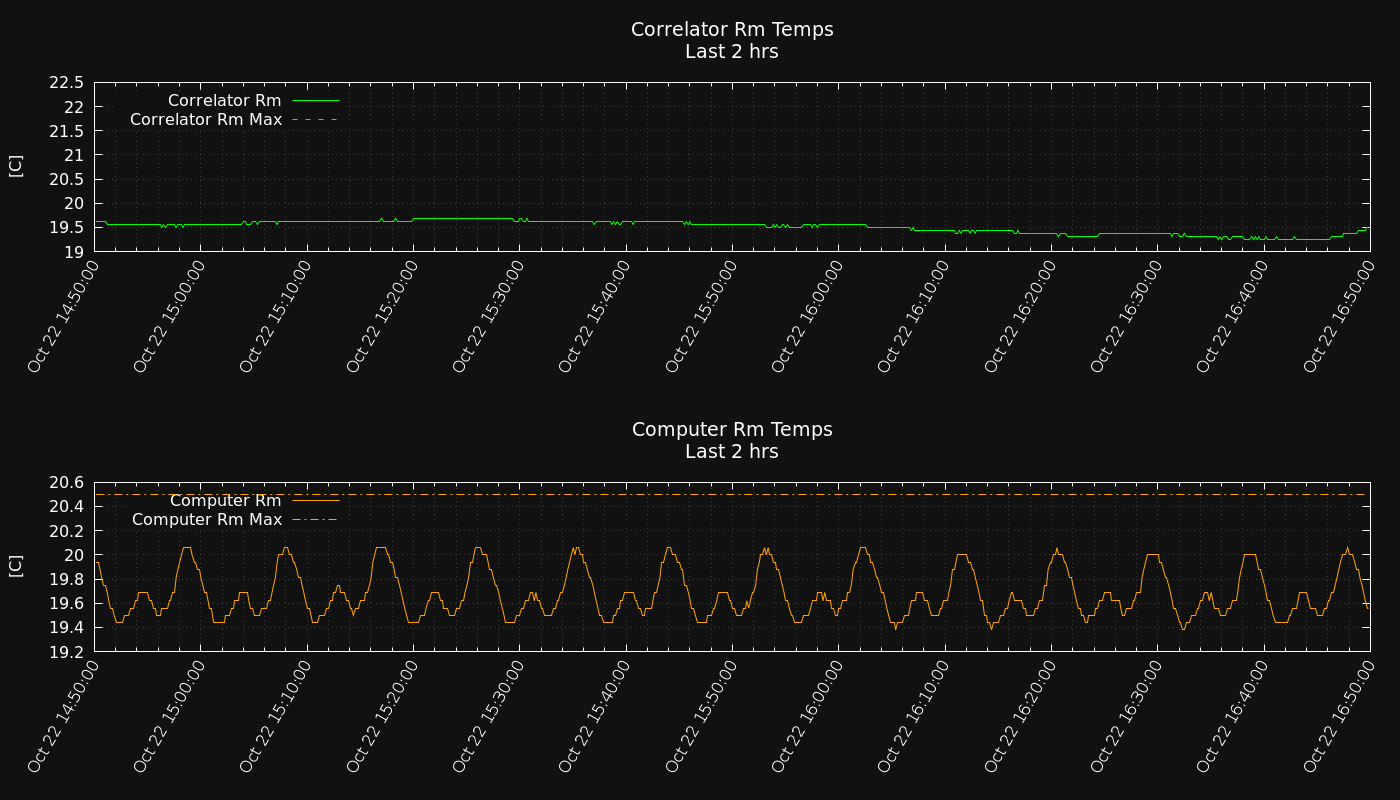 Correlator Rm Temps
Last 2 hrs
22.5
22
21.5
21
20.5
20
19.5
19
[C]
Correlator Rm
Correlator Rm Max
Oct 22 14:50:00
Oct 22 15:00:00
Oct 22 15:10:00
Oct 22 15:20:00
Oct 22 15:30:00
Oct 22 15:40:00
Oct 22 15:50:00
Oct 22 16:00:00
Oct 22 16:10:00
Oct 22 16:20:00
Oct 22 16:30:00
Oct 22 16:40:00
Oct 22 16:50:00
Computer Rm Temps
Last 2 hrs
20.6
20.4
20.2
20
19.8
19.6
19.4
19.2
[C]
Computer Rm
Computer Rm Max
Oct 22 14:50:00
Oct 22 15:00:00
Oct 22 15:10:00
Oct 22 15:20:00
Oct 22 15:30:00
Oct 22 15:40:00
Oct 22 15:50:00
Oct 22 16:00:00
Oct 22 16:10:00
Oct 22 16:20:00
Oct 22 16:30:00
Oct 22 16:40:00
Oct 22 16:50:00